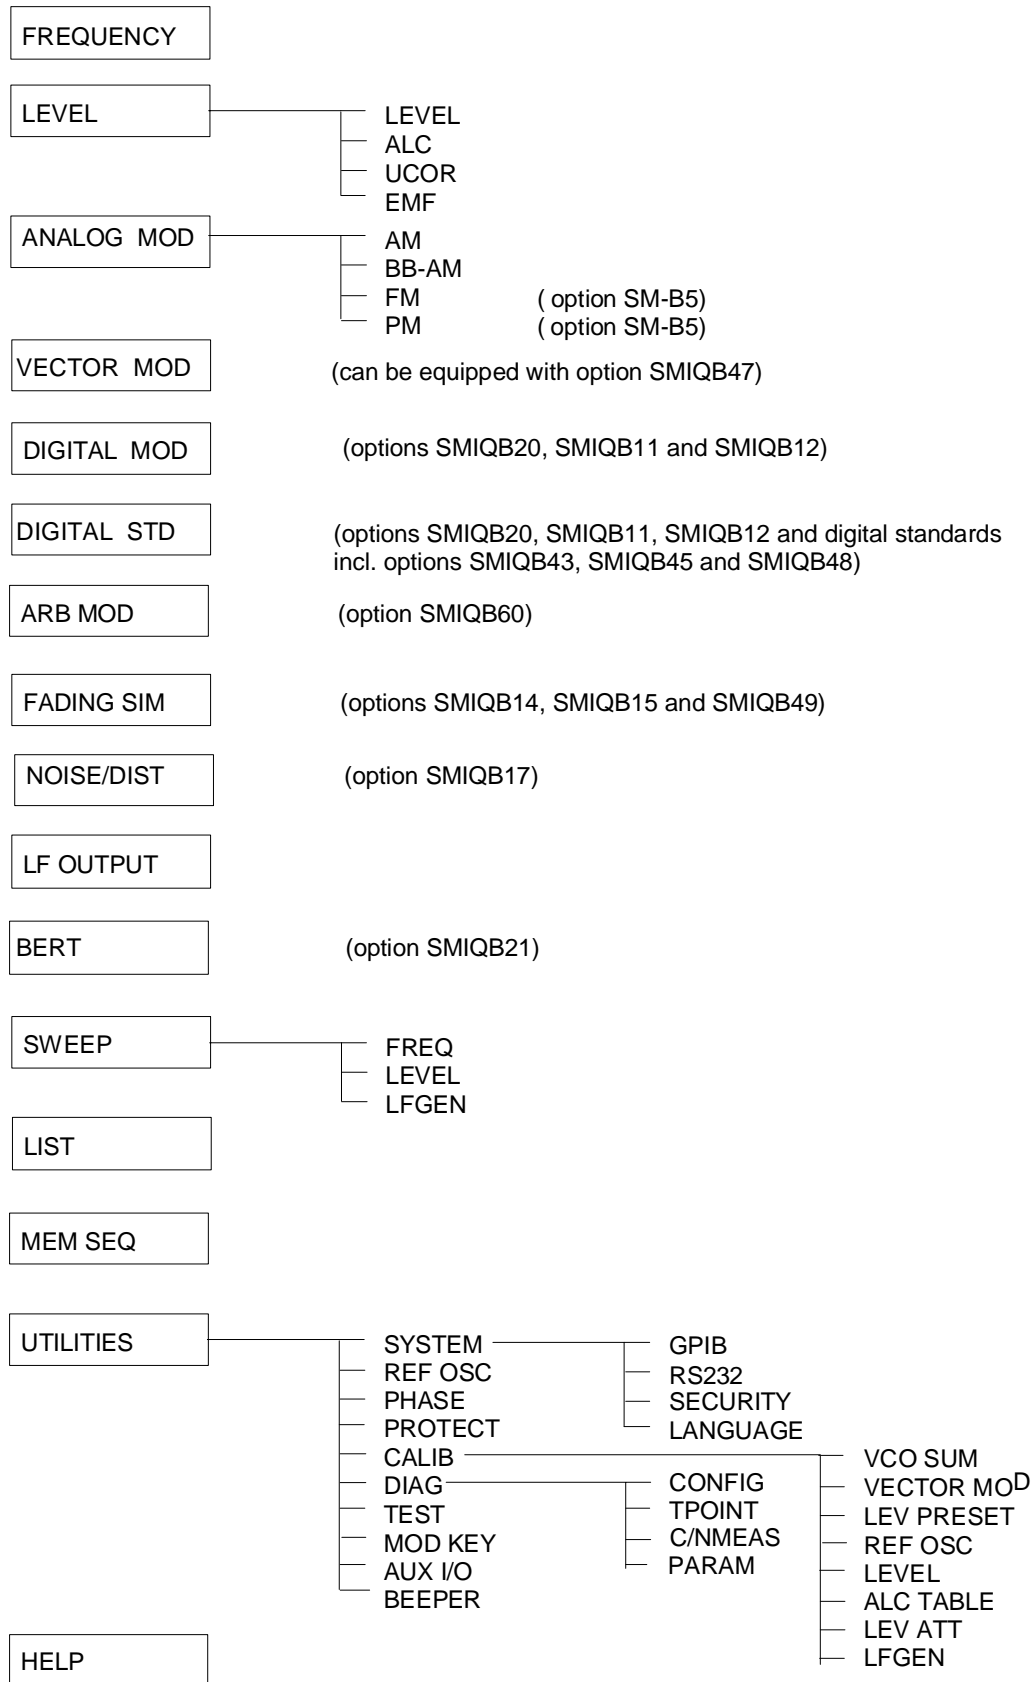 FREQUENCY
LEVEL
LEVEL
ALC
UCOR
EMF
ANALOG MOD
AM
BB-AM
FM ( option SM-B5)
PM ( option SM-B5)
VECTOR MOD (can be equipped with option SMIQB47)
DIGITAL MOD (options SMIQB20, SMIQB11 and SMIQB12)
DIGITAL STD (options SMIQB20, SMIQB11, SMIQB12 and digital standards
incl. options SMIQB43, SMIQB45 and SMIQB48)
ARB MOD (option SMIQB60)
FADING SIM (options SMIQB14, SMIQB15 and SMIQB49)
NOISE/DIST (option SMIQB17)
LF OUTPUT
BERT (option SMIQB21)
SWEEP
FREQ
LEVEL
LFGEN
LIST
MEM SEQ
UTILITIES
SYSTEM
REF OSC
PHASE
PROTECT
CALIB
DIAG
TEST
MOD KEY
AUX I/O
BEEPER
GPIB
RS232
SECURITY
LANGUAGE
CONFIG
TPOINT
C/NMEAS
PARAM
VCO SUM
VECTOR MOD
LEV PRESET
REF OSC
LEVEL
ALC TABLE
LEV ATT
LFGEN
HELP